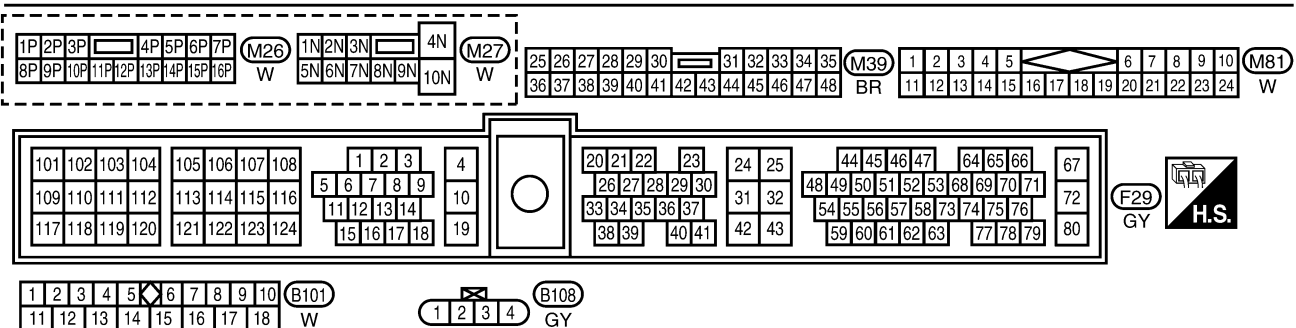 1P 2P 3P 4P 5P 6P 7P
8P 9P 10P 11P 12P 13P 14P 15P 16P
M26
W
1N 2N 3N 4N
5N 6N 7N 8N 9N 10N
M27
W
25 26 27 28 29 30 31 32 33 34 35
36 37 38 39 40 41 42 43 44 45 46 47 48
M39
BR
1 2 3 4 5 6 7 8 9 10
11 12 13 14 15 16 17 18 19 20 21 22 23 24
M81
W
101 102 103 104 105 106 107 108
109 110 111 112 113 114 115 116
117 118 119 120 121 122 123 124
1 2 3 4
5 6 7 8 9 10
11 12 13 14
15 16 17 18 19
20 21 22 23 24 25
26 27 28 29 30 31 32
33 34 35 36 37
38 39 40 41 42 43
44 45 46 47 64 65 66 67
48 49 50 51 52 53 68 69 70 71 72
54 55 56 57 58 73 74 75 76
59 60 61 62 63 77 78 79 80
F29
GY
H.S.
1 2 3 4 5 6 7 8 9 10
11 12 13 14 15 16 17 18
B101
W
1 2 3 4
B108
GY